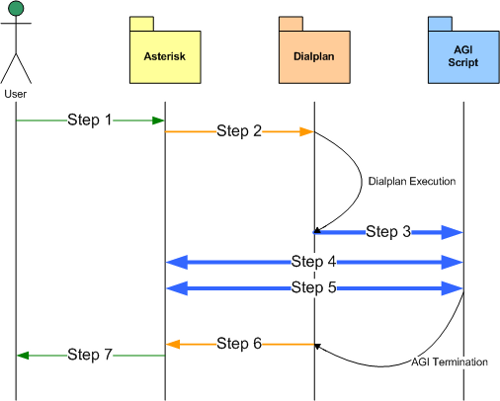 Asterisk
Dialplan
AGI
Script
User
Step 1
Step 2
Dialplan Execution
Step 3
Step 4
Step 5
Step 6
Step 7
AGI Termination